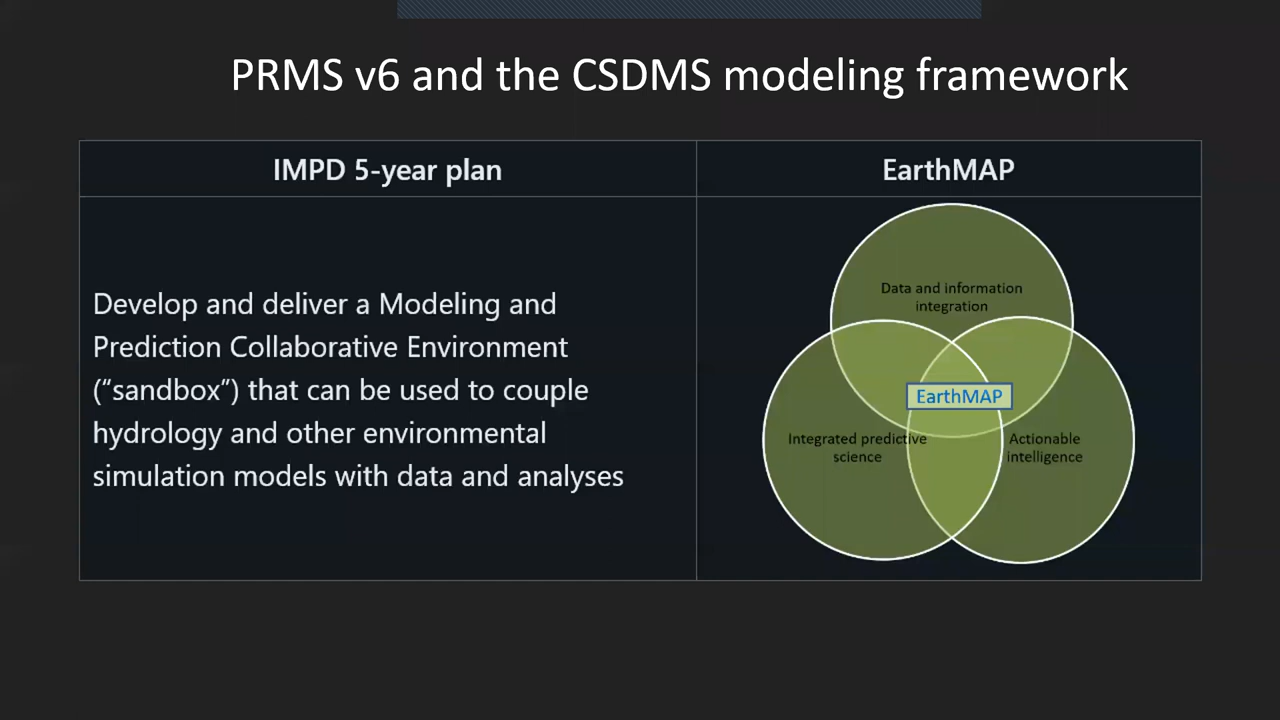 PRMS v6 and the CSDMS modeling framework
IMPD 5-year plan
EarthMAP
Develop and deliver a Modeling and
Prediction Collaborative Environment
(“sandbox”) that can be used to couple
hydrology and other environmental
simulation models with data and analyses
Data and information
integration
EarthMAP
Integrated predictive
science
Actionable
intelligence